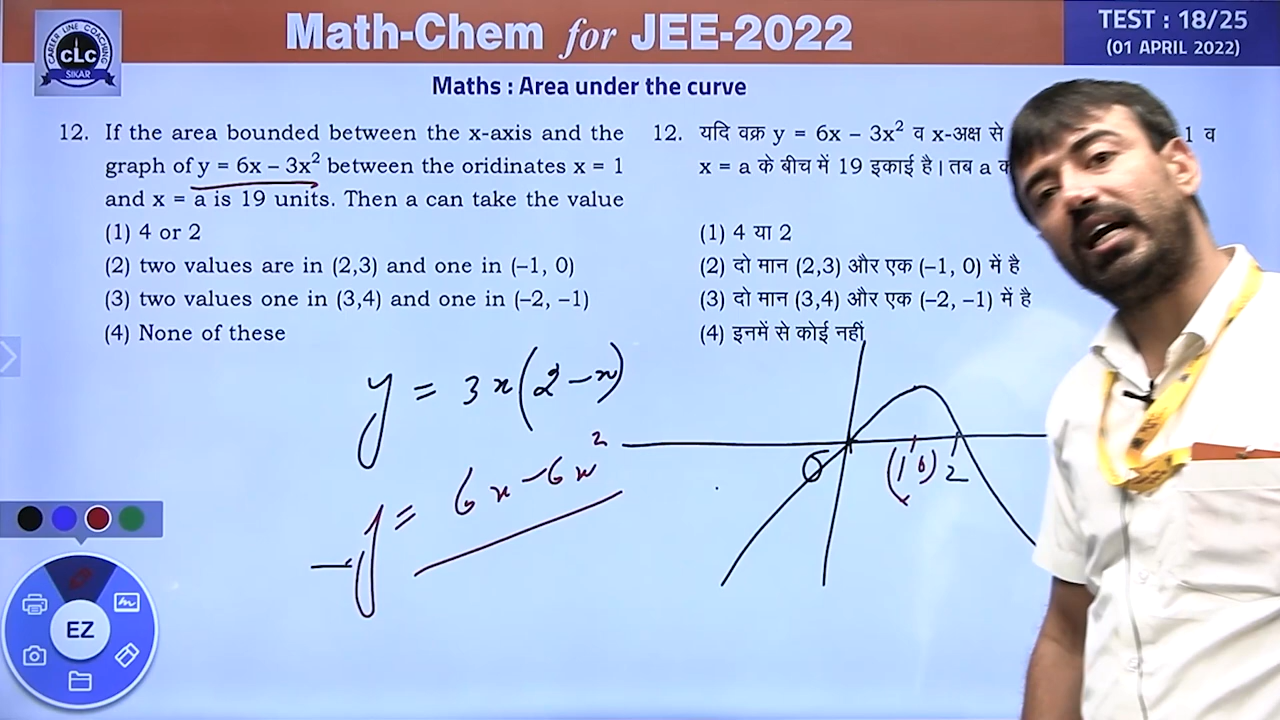 CAREER LINE COACHING
CLC
SIKAR
Math-Chem for JEE-2022
TEST : 18/25
(01 APRIL 2022)
Maths : Area under the curve
12. If the area bounded between the x-axis and the
graph of y = 6x – 3x² between the oridinates x = 1
and x = a is 19 units. Then a can take the value
(1) 4 or 2
(2) two values are in (2,3) and one in (–1, 0)
(3) two values one in (3,4) and one in (–2, –1)
(4) None of these
12. यदि वक्र y = 6x – 3x² व x-अक्ष से 1 व
x = a के बीच में 19 इकाई है। तब a
(1) 4 या 2
(2) दो मान (2,3) और एक (–1, 0) में है
(3) दो मान (3,4) और एक (–2, –1) में है
(4) इनमें से कोई नहीं
y = 3x(2-x)
y = 6x-6x²
(1,0) 2
EZ